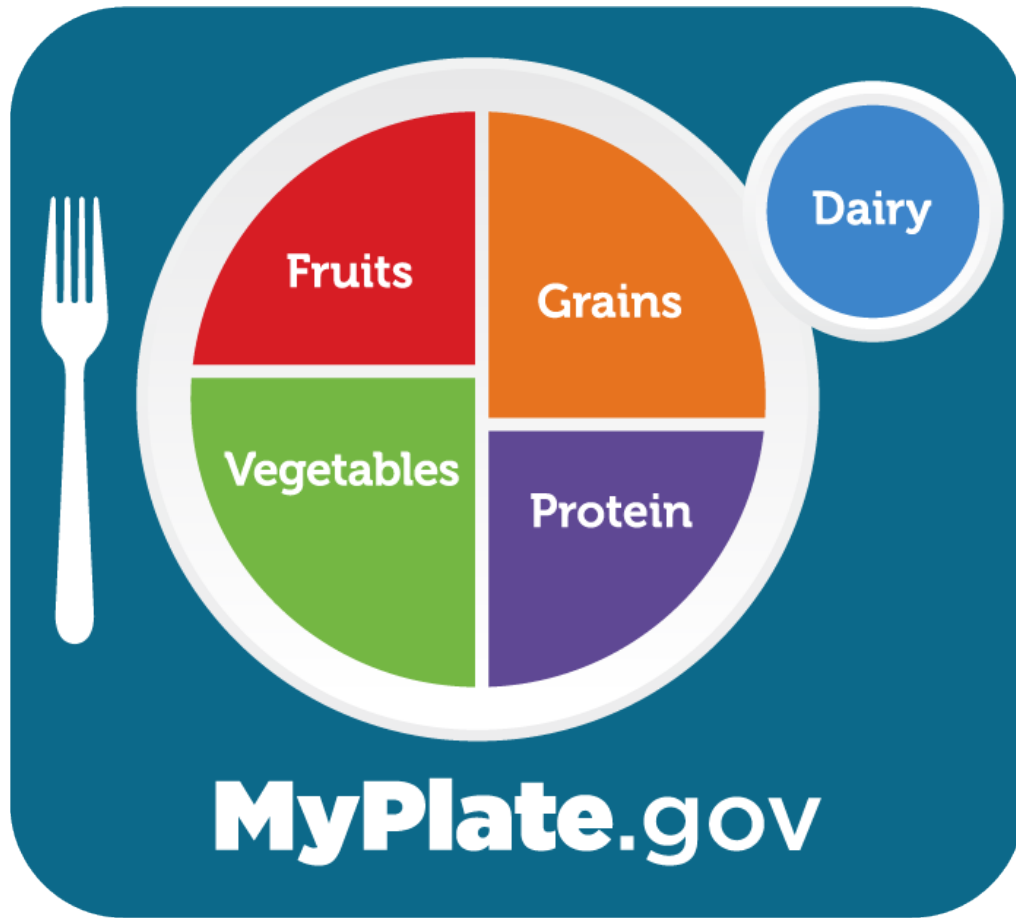 Dairy
Fruits
Grains
Vegetables
Protein
MyPlate.gov